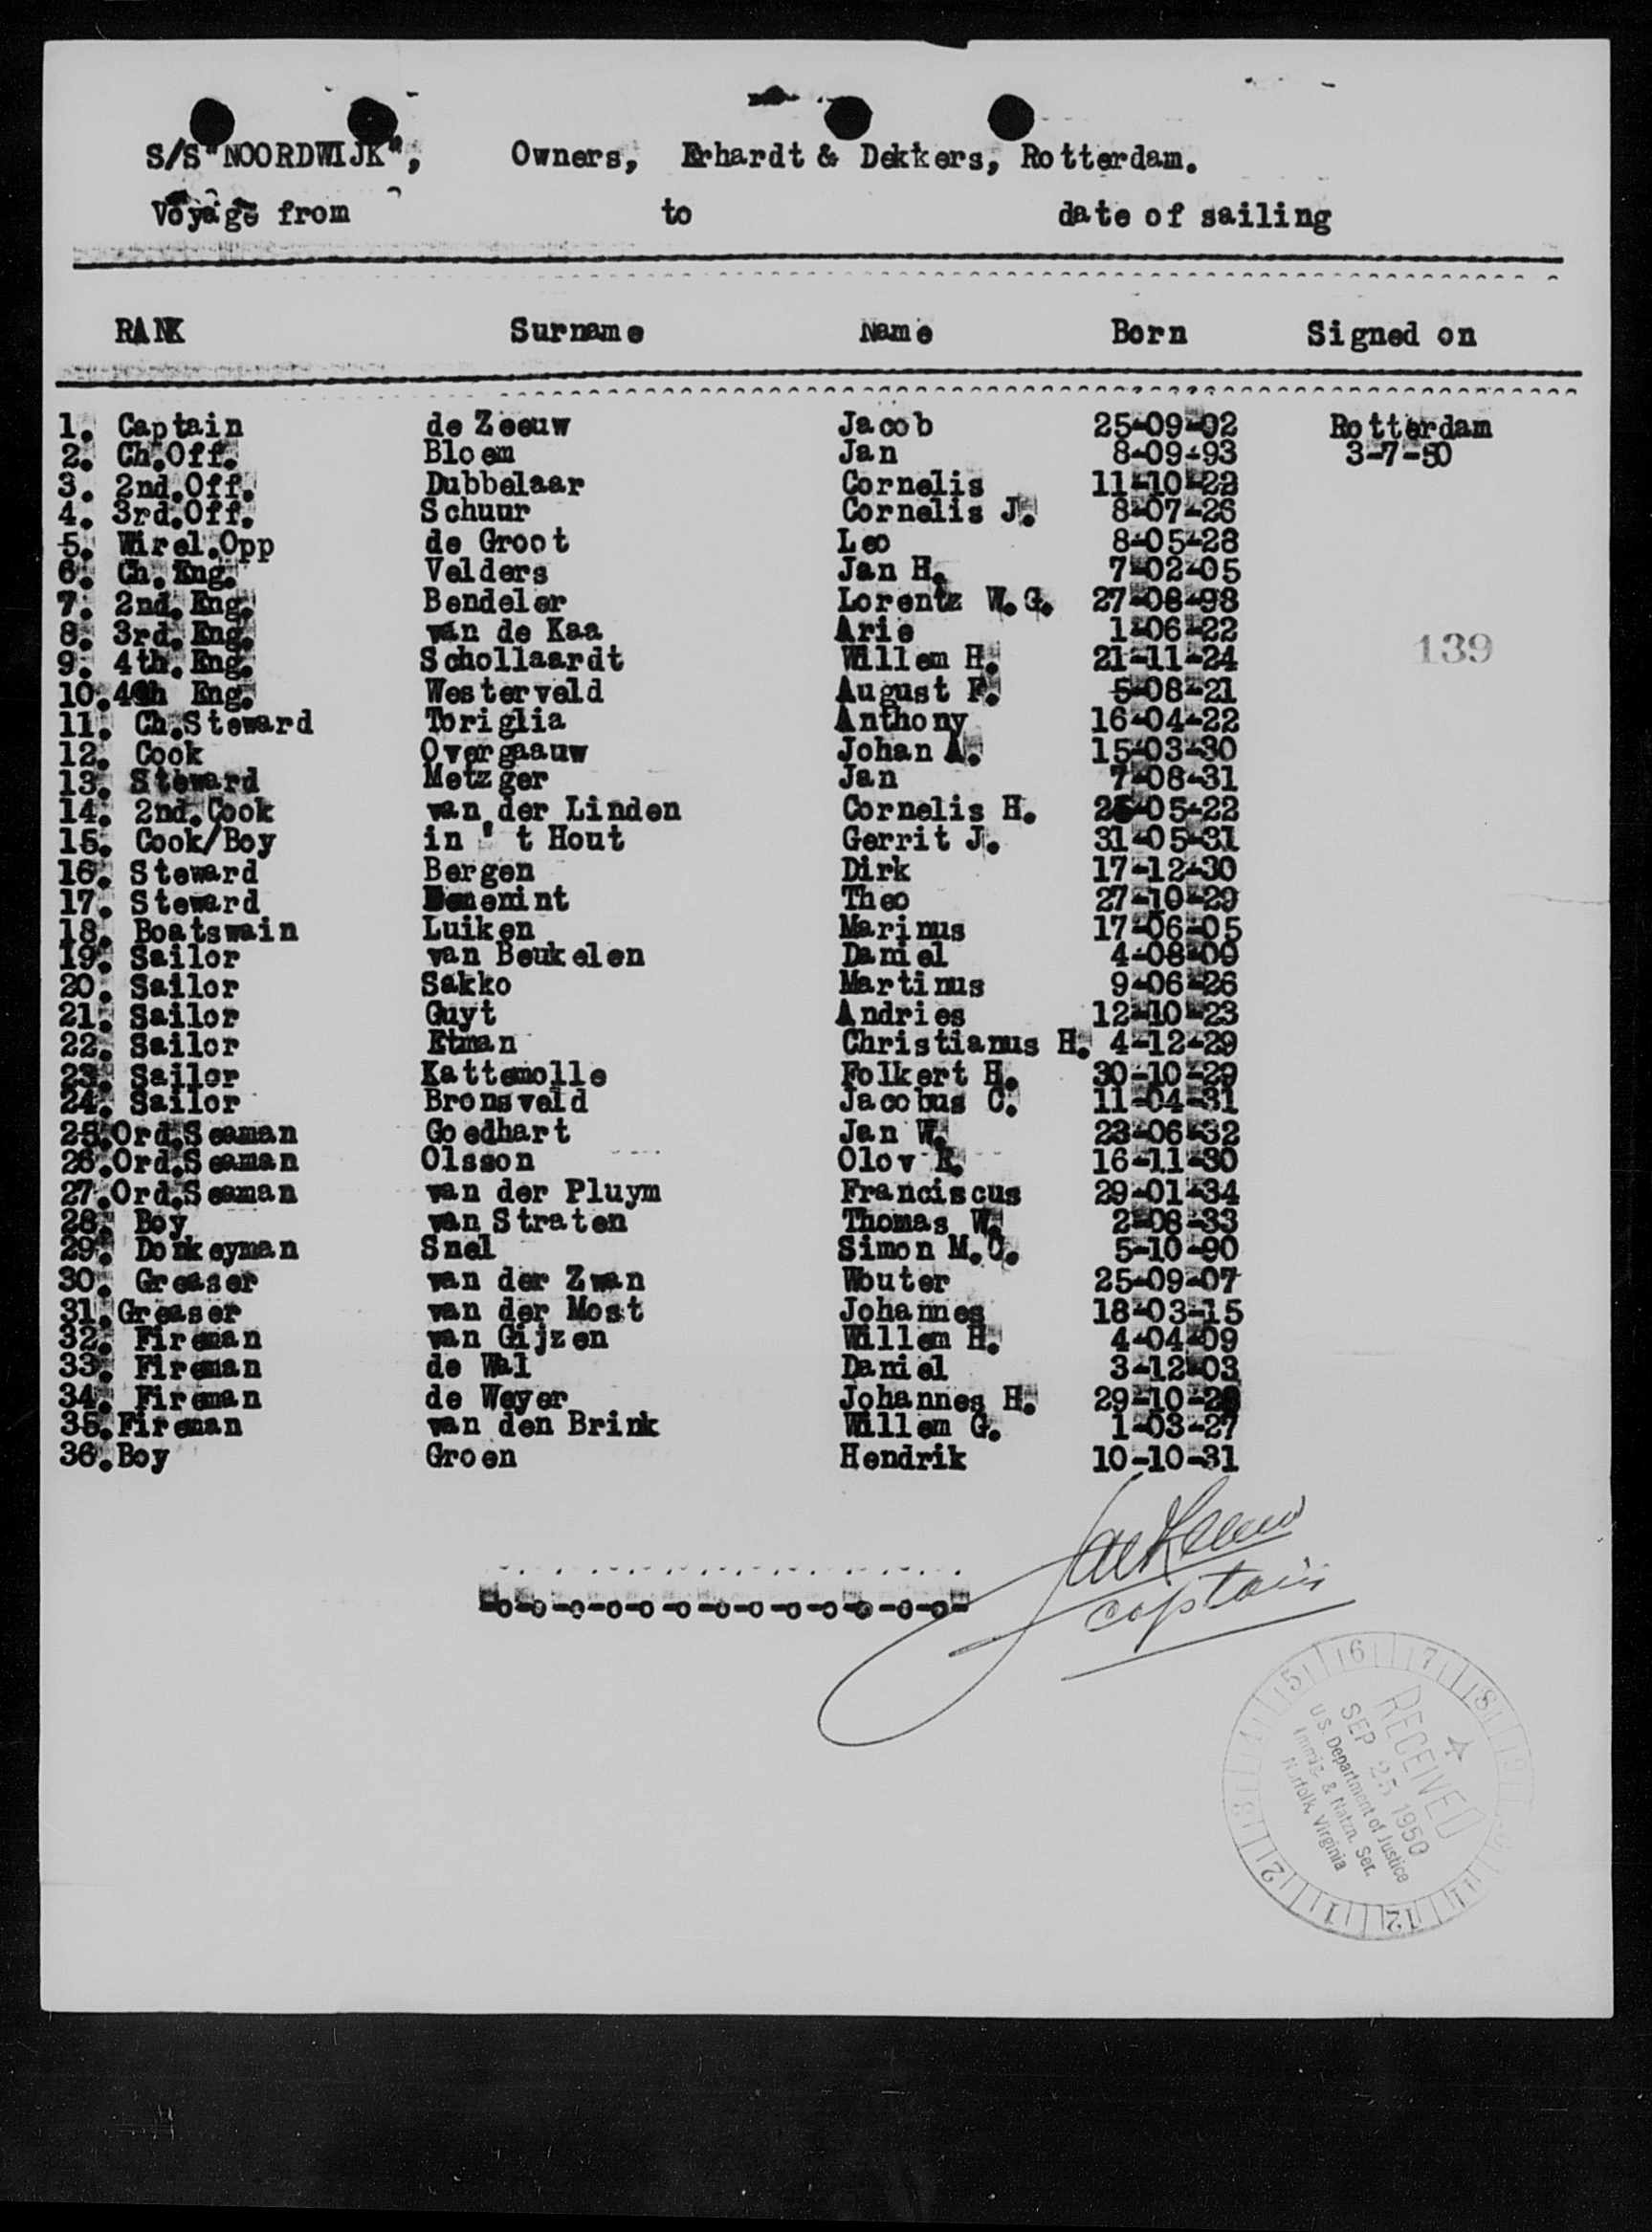 S/S "NOORDWIJK", Owners, Erhardt & Dekkers, Rotterdam.
Voyage from to date of sailing
RANK Surname Name Born Signed on
1. Captain de Zeeuw Jacob 25-09-02 Rotterdam
2. Ch.Off. Bloem Jan 8-09-93 3-7-50
3. 2nd.Off. Dubbelaar Cornelis 11-10-22
4. 3rd.Off. Schuur Cornelis J. 8-07-26
5. Wirel.Opp de Groot Leo 8-05-28
6. Ch.Eng. Velders Jan H. 7-02-05
7. 2nd.Eng. Bendeler Lorentz W.G. 27-08-98
8. 3rd.Eng. van de Kaa Arie 1-06-22
9. 4th.Eng. Schollaardt Willem H. 21-11-24
139
10. 4th Eng. Westerveld August F. 5-08-21
11. Ch.Steward Toriglia Anthony 16-04-22
12. Cook Overgaauw Johan A. 15-03-30
13. Steward Metzger Jan 7-08-31
14. 2nd.Cook van der Linden Cornelis H. 05-22
15. Cook/Boy in 't Hout Gerrit J. 31-05-31
16. Steward Bergen Dirk 17-12-30
17. Steward Theo 27-10-29
18. Boatswain Luiken Marinus 17-06-05
19. Sailor van Beukelen Daniel 4-08-09
20. Sailor Sakko Martinus 9-06-26
21. Sailor Guyt Andries 12-10-23
22. Sailor Etman Christianus H. 4-12-29
23. Sailor Kattemolle Folkert H. 30-10-29
24. Sailor Bronsveld Jacobus C. 11-04-31
25.Ord.Seaman Goedhart Jan W. 23-06-32
26.Ord.Seaman Olsson Olov E. 16-11-30
27.Ord.Seaman van der Pluym Franciscus 29-01-34
28. Boy van Straten Thomas W. 2-08-33
29. Donkeyman Snel Simon M.C. 5-10-90
30. Greaser van der Zwan Wouter 25-09-07
31.Greaser van der Most Johannes 18-03-15
32. Fireman van Gijzen Willem H. 4-04-09
33. Fireman de Wal Daniel 3-12-03
34. Fireman de Weyer Johannes H. 29-10-
35.Fireman van den Brink Willem G. 1-03-27
36.Boy Groen Hendrik 10-10-31
-o-o-o-o-o-o-o-o-o-o-o-o-o-
captain
5 6 7 8 9 11 12 1 2 3 4
RECEIVED
SEP 25 1950
U.S. Department of Justice
Immig. & Natzn. Ser.
Norfolk, Virginia